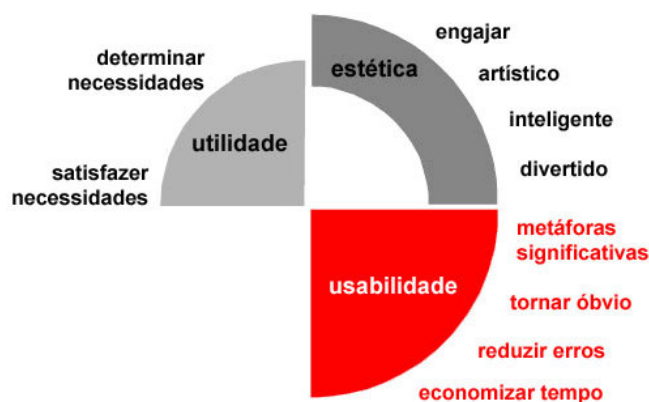 determinar
necessidades
utilidade
satisfazer
necessidades
estética
engajar
artístico
inteligente
divertido
usabilidade
metáforas
significativas
tornar óbvio
reduzir erros
economizar tempo